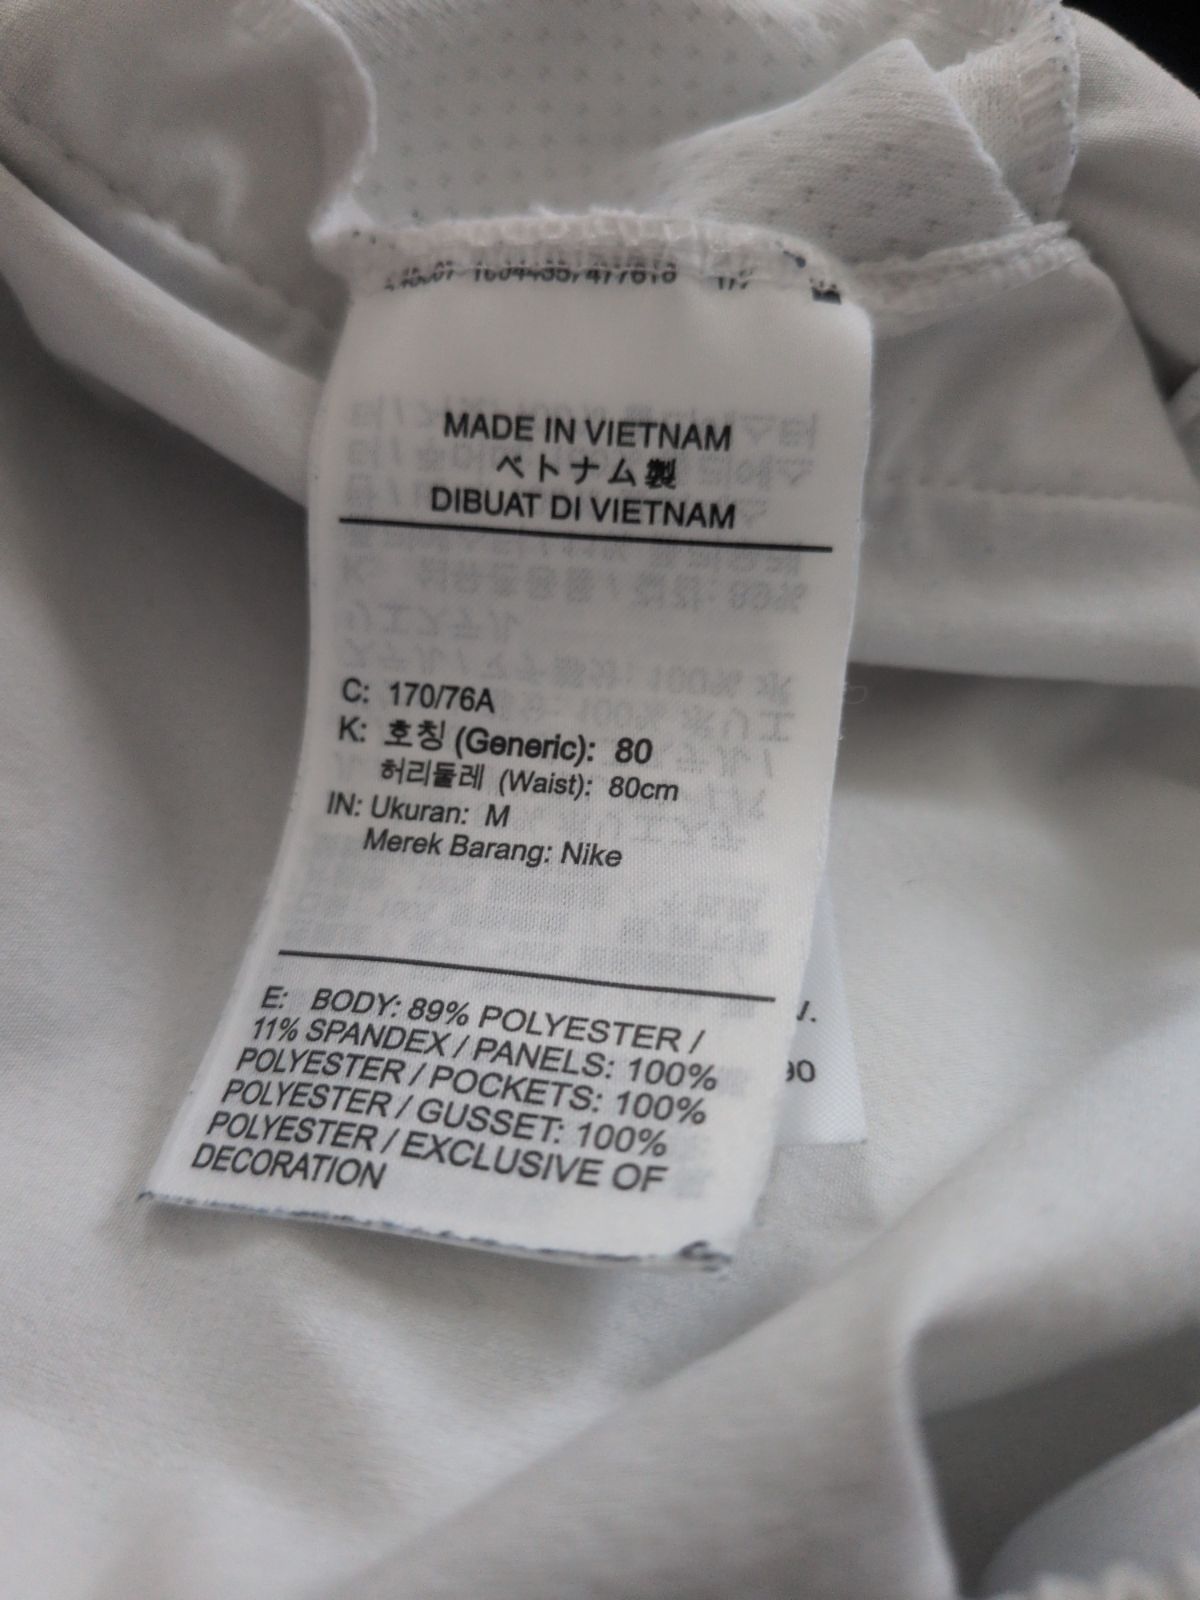 MADE IN VIETNAM
ベトナム製
DIBUAT DI VIETNAM
C: 170/76A
K: 호칭 (Generic): 80
허리둘레 (Waist): 80cm
IN: Ukuran: M
Merek Barang: Nike
E: BODY: 89% POLYESTER /
11% SPANDEX / PANELS: 100%
POLYESTER / POCKETS: 100%
POLYESTER / GUSSET: 100%
POLYESTER / EXCLUSIVE OF
DECORATION